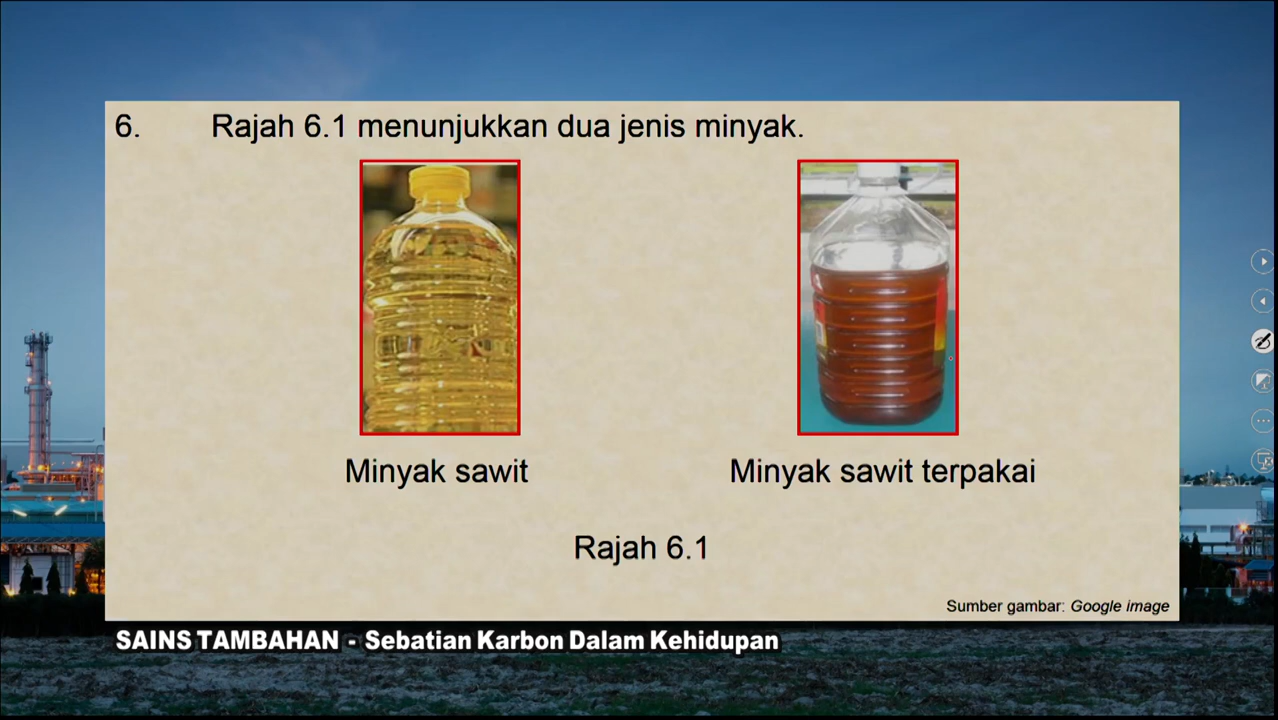 6. Rajah 6.1 menunjukkan dua jenis minyak.
Minyak sawit
Minyak sawit terpakai
Rajah 6.1
Sumber gambar: Google image
SAINS TAMBAHAN - Sebatian Karbon Dalam Kehidupan